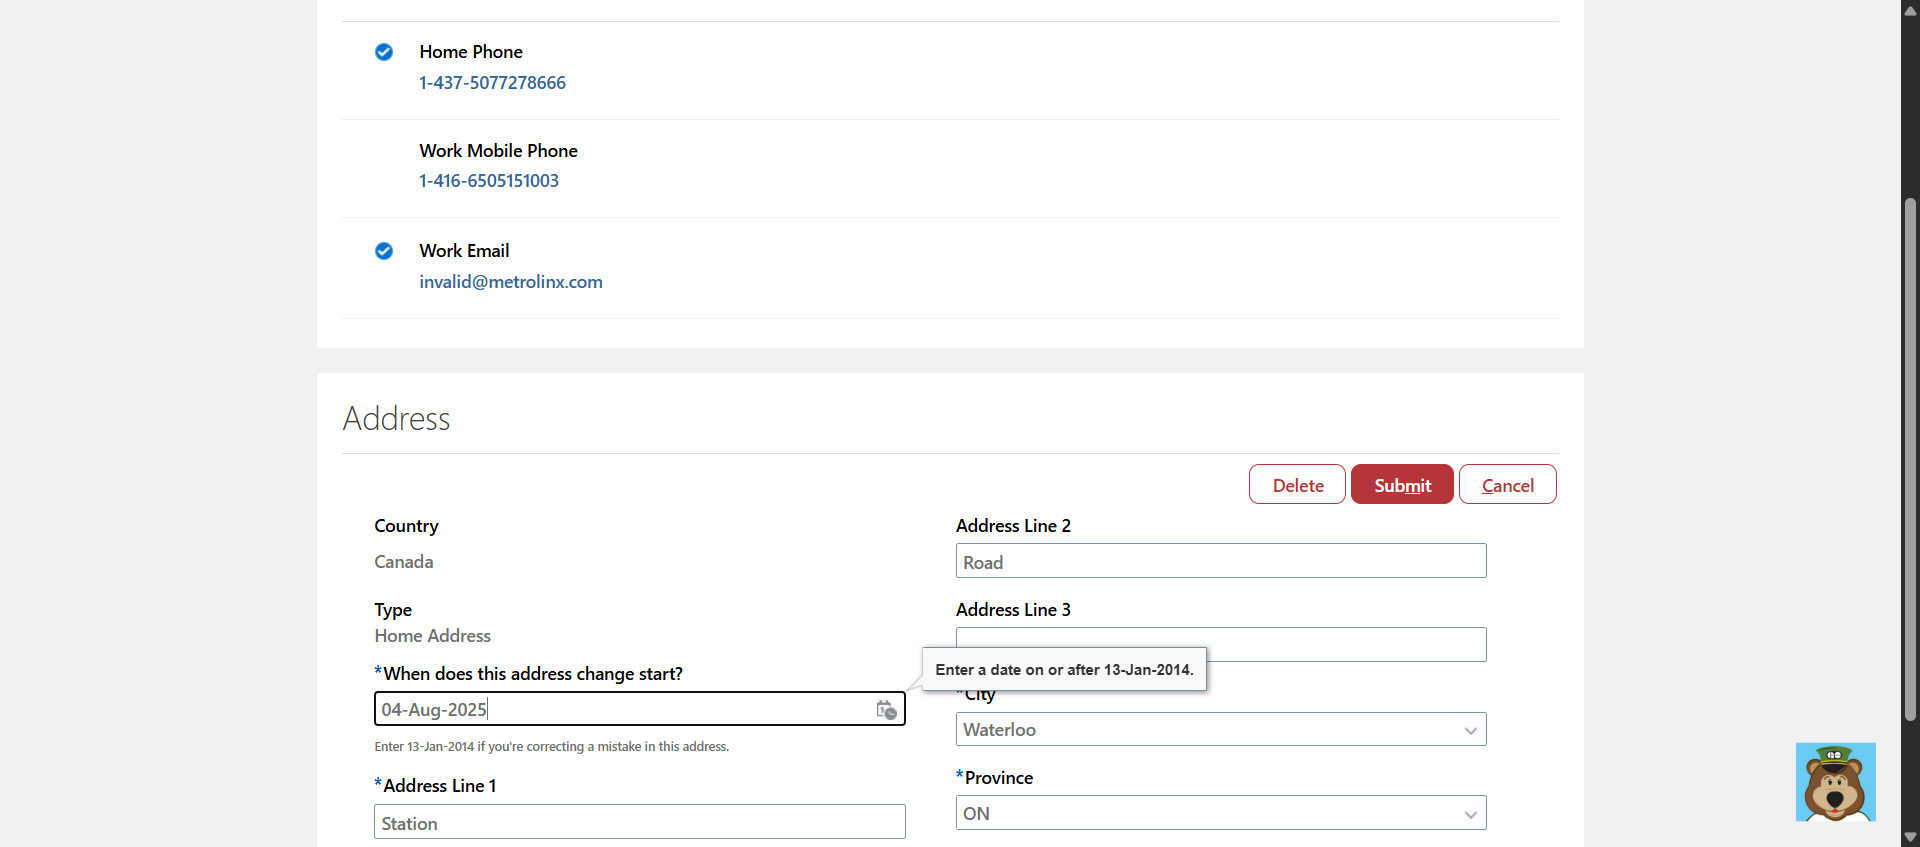 Home Phone
1-437-5077278666
Work Mobile Phone
1-416-6505151003
Work Email
invalid@metrolinx.com
Address
Delete
Submit
Cancel
Country
Canada
Type
Home Address
*When does this address change start?
04-Aug-2025
Enter 13-Jan-2014 if you're correcting a mistake in this address.
*Address Line 1
Station
Address Line 2
Road
Address Line 3
Enter a date on or after 13-Jan-2014.
*City
Waterloo
*Province
ON